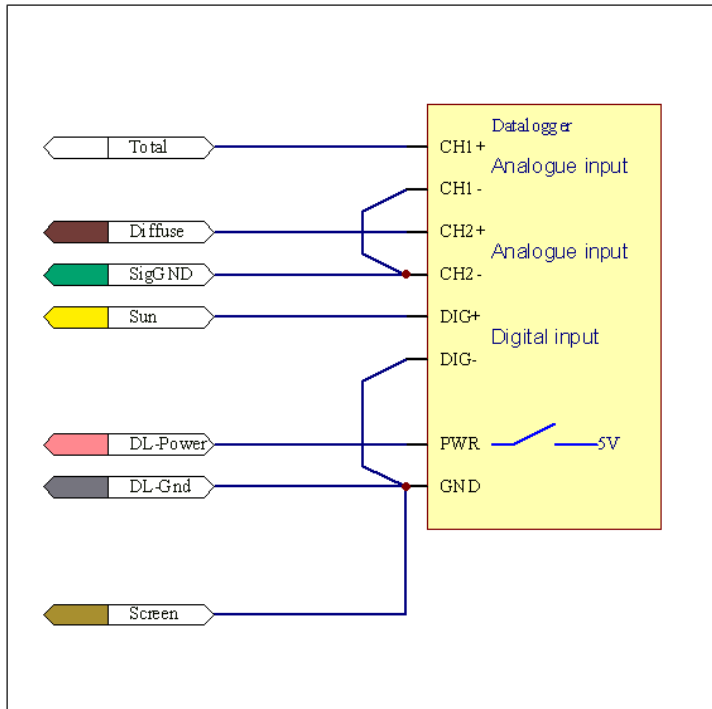 Datalogger
Total
CH1+
Analogue input
CH1-
Diffuse
CH2+
Analogue input
SigGND
CH2-
Sun
DIG+
Digital input
DIG-
DL-Power
PWR
5V
DL-Gnd
GND
Screen